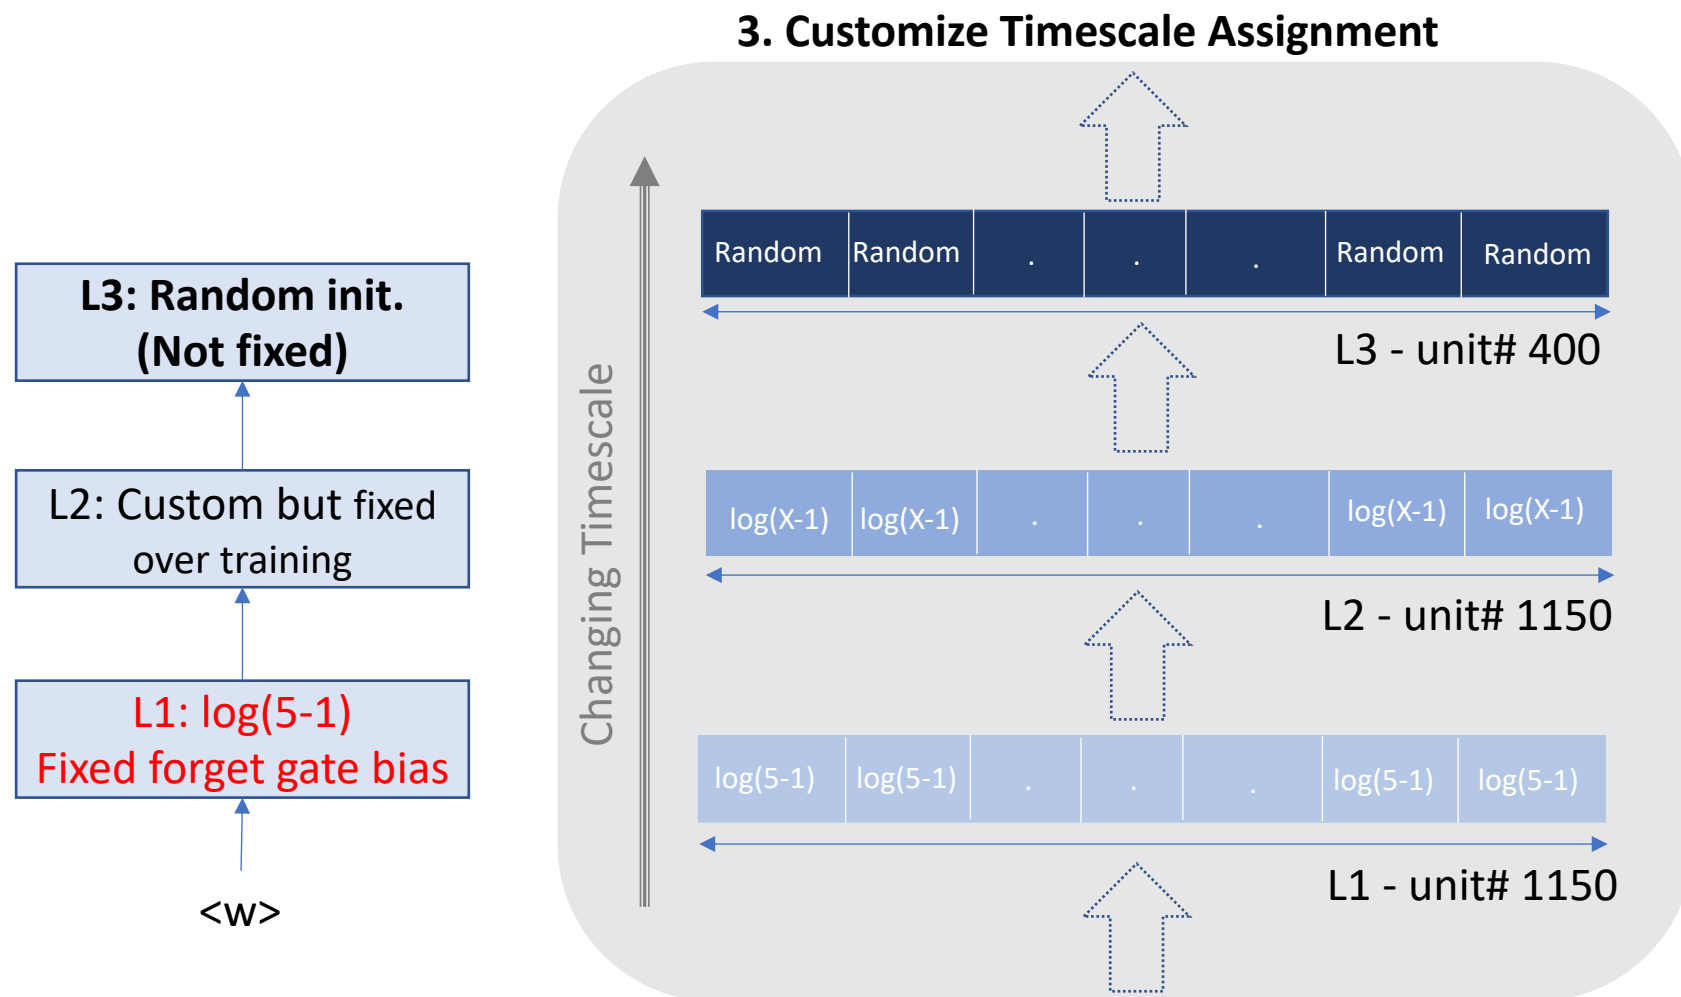 3. Customize Timescale Assignment
L3: Random init.
(Not fixed)
L2: Custom but fixed
over training
L1: log(5-1)
Fixed forget gate bias
<w>
Changing Timescale
Random Random . . . Random Random
L3 - unit# 400
log(X-1) log(X-1) . . . log(X-1) log(X-1)
L2 - unit# 1150
log(5-1) log(5-1) . . . log(5-1) log(5-1)
L1 - unit# 1150